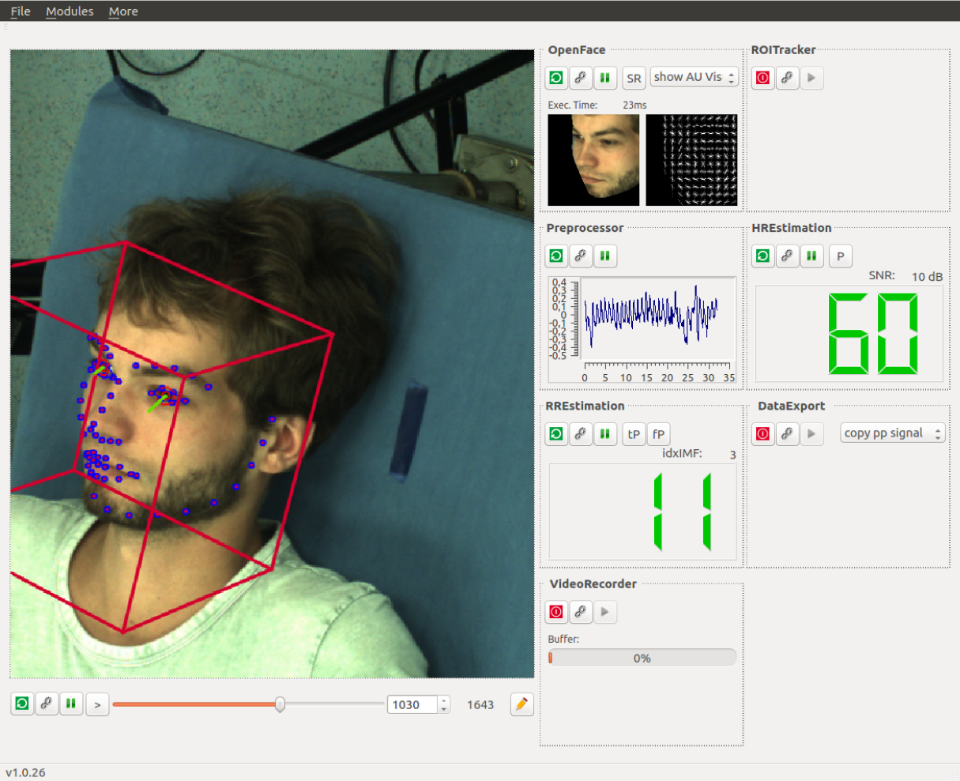 File Modules More
OpenFace
SR show AU Vis
Exec. Time: 23ms
ROITracker
Preprocessor
0.4
0.3
0.2
0.1
0
-0.1
-0.2
-0.3
-0.4
-0.5
0 5 10 15 20 25 30 35
HREstimation
P
SNR: 10 dB
60
RREstimation
tP fP
idxIMF: 3
11
DataExport
copy pp signal
VideoRecorder
Buffer:
0%
> 1030 1643
v1.0.26